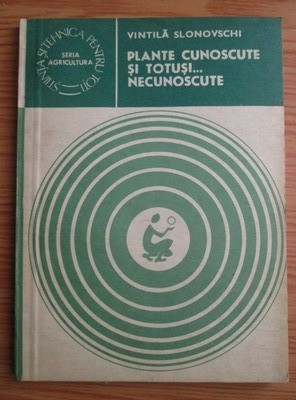 VINTILĂ SLONOVSCHI
PLANTE CUNOSCUTE
ȘI TOTUȘI...
NECUNOSCUTE
ȘTIINȚA ȘI TEHNICA PENTRU TOȚI
SERIA
AGRICULTURA